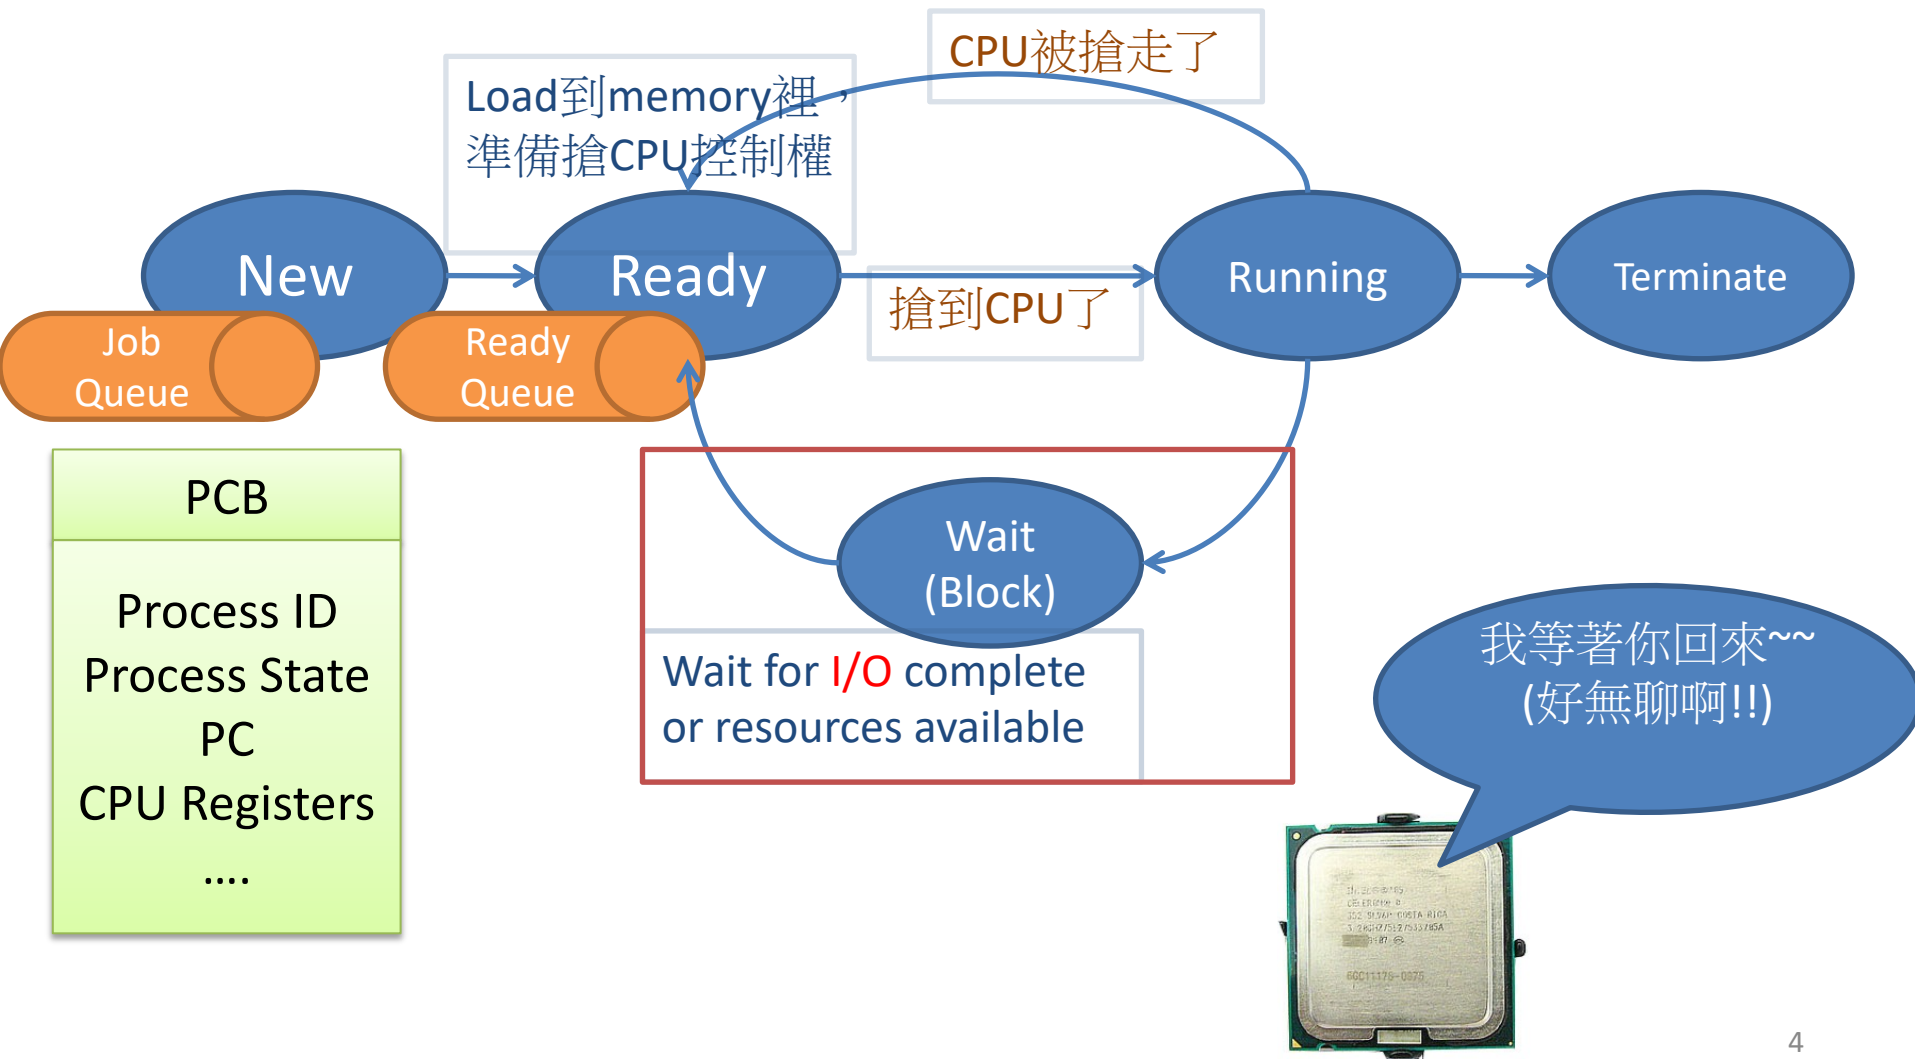 CPU被搶走了
Load到memory裡，
準備搶CPU控制權
New
Ready
Running
Terminate
搶到CPU了
Job
Queue
Ready
Queue
PCB
Process ID
Process State
PC
CPU Registers
....
Wait
(Block)
Wait for I/O complete
or resources available
我等著你回來~~
(好無聊啊!!)
COSTA RICA
4